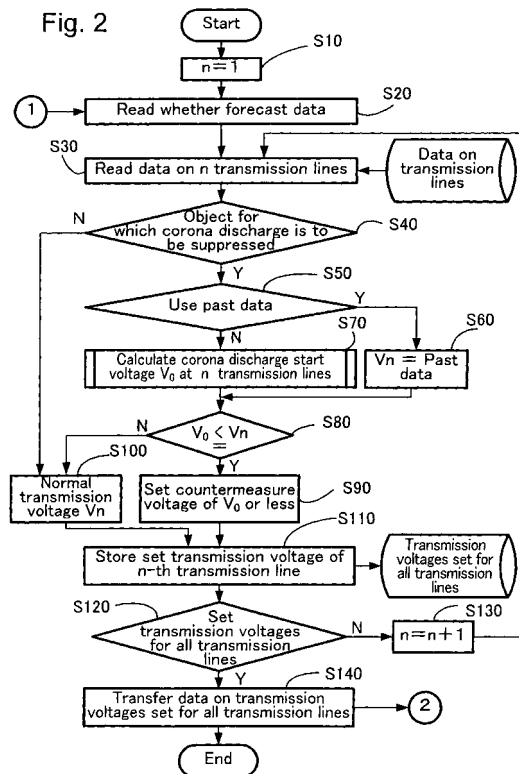 Fig. 2
Start
S10
n=1
1
Read whether forecast data
S20
S30
Read data on n transmission lines
Data on
transmission
lines
N
Object for
which corona discharge is to
be suppressed
S40
Y
S50
Use past data
Y
N
S70
Calculate corona discharge start
voltage V0 at n transmission lines
S60
Vn = Past
data
N
V0 ≦ Vn
S80
Y
S100
Normal
transmission
voltage Vn
Set countermeasure
voltage of V0 or less
S90
S110
Store set transmission voltage of
n-th transmission line
Transmission
voltages set for
all transmission
lines
S120
Set
transmission voltages
for all transmission
lines
N
S130
n=n+1
Y
S140
Transfer data on transmission
voltages set for all transmission lines
2
End